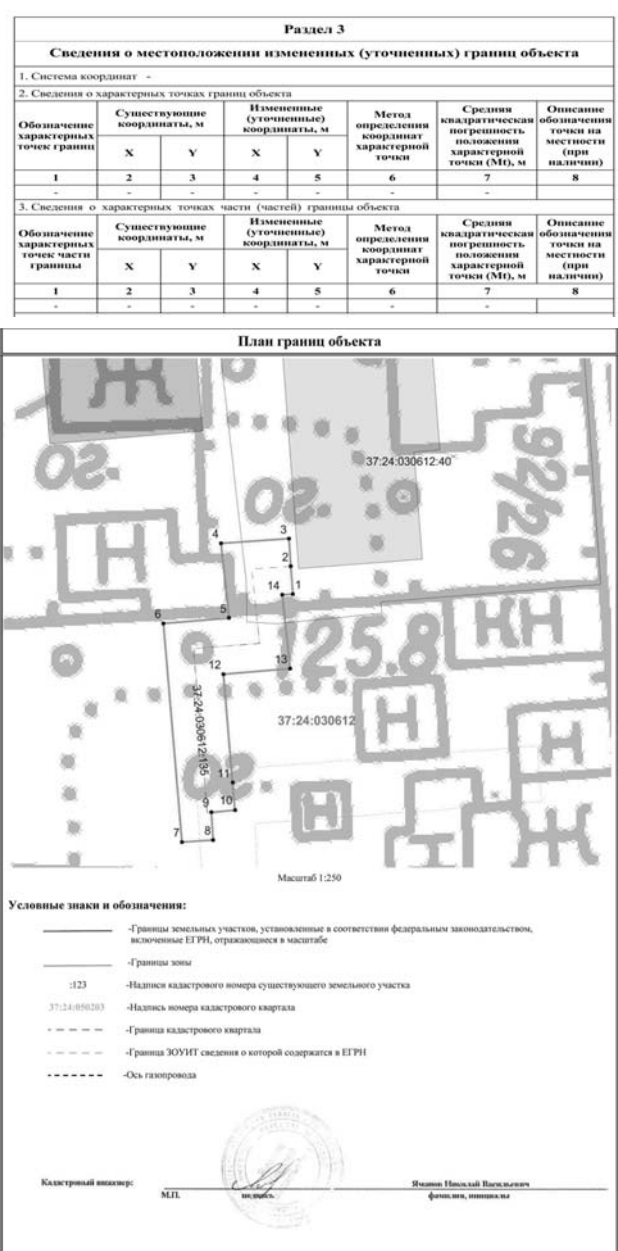 Раздел 3
Сведения о местоположении измененных (уточненных) границ объекта
1. Система координат -
2. Сведения о характерных точках границ объекта
Обозначение характерных точек границ
Существующие координаты, м
Измененные (уточненные) координаты, м
Метод определения координат характерной точки
Средняя квадратическая погрешность положения характерной точки (Mt), м
Описание обозначения точки на местности (при наличии)
X Y X Y
1 2 3 4 5 6 7 8
- - - - - - -
3. Сведения о характерных точках части (частей) границы объекта
Обозначение характерных точек части границы
Существующие координаты, м
Измененные (уточненные) координаты, м
Метод определения координат характерной точки
Средняя квадратическая погрешность положения характерной точки (Mt), м
Описание обозначения точки на местности (при наличии)
X Y X Y
1 2 3 4 5 6 7 8
- - - - - - -
План границ объекта
Ж
50.
50.
92/26
37:24:030612:40
Н
Н
4
3
2
14
1
5
6
12
13
125.8
КН
37:24:030612:135
37:24:030612
Н
50.
11
10
9
8
7
Н
Н
Г
Ж
Масштаб 1:250
Условные знаки и обозначения:
-Границы земельных участков, установленные в соответствии федеральным законодательством,
включенные ЕГРН, отражающиеся в масштабе
-Границы зоны
:123 -Надписи кадастрового номера существующего земельного участка
37:24:050203 -Надпись номера кадастрового квартала
-Граница кадастрового квартала
-Граница ЗОУИТ сведения о которой содержатся в ЕГРН
-Ось газопровода
Кадастровый инженер: Яманов Николай Васильевич
М.П. подпись фамилия, инициалы